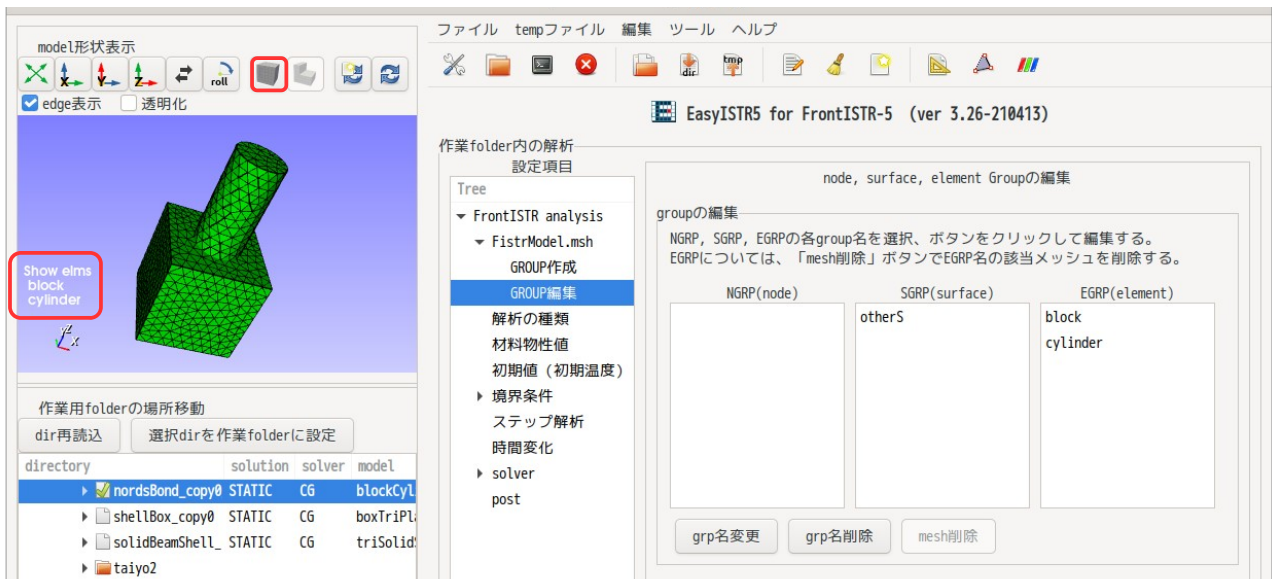 model形状表示
edge表示 透明化
Show elms
block
cylinder
作業用folderの場所移動
dir再読込 選択dirを作業folderに設定
directory solution solver model
nordsBond_copy0 STATIC CG blockCyl
shellBox_copy0 STATIC CG boxTriPl
solidBeamShell_ STATIC CG triSolid
taiyo2
ファイル tempファイル 編集 ツール ヘルプ
EasyISTR5 for FrontISTR-5 (ver 3.26-210413)
作業folder内の解析
設定項目
Tree
FrontISTR analysis
FistrModel.msh
GROUP作成
GROUP編集
解析の種類
材料物性値
初期値 (初期温度)
境界条件
ステップ解析
時間変化
solver
post
node, surface, element Groupの編集
groupの編集
NGRP, SGRP, EGRPの各group名を選択、ボタンをクリックして編集する。
EGRPについては、「mesh削除」ボタンでEGRP名の該当メッシュを削除する。
NGRP(node) SGRP(surface) EGRP(element)
otherS block
cylinder
grp名変更 grp名削除 mesh削除